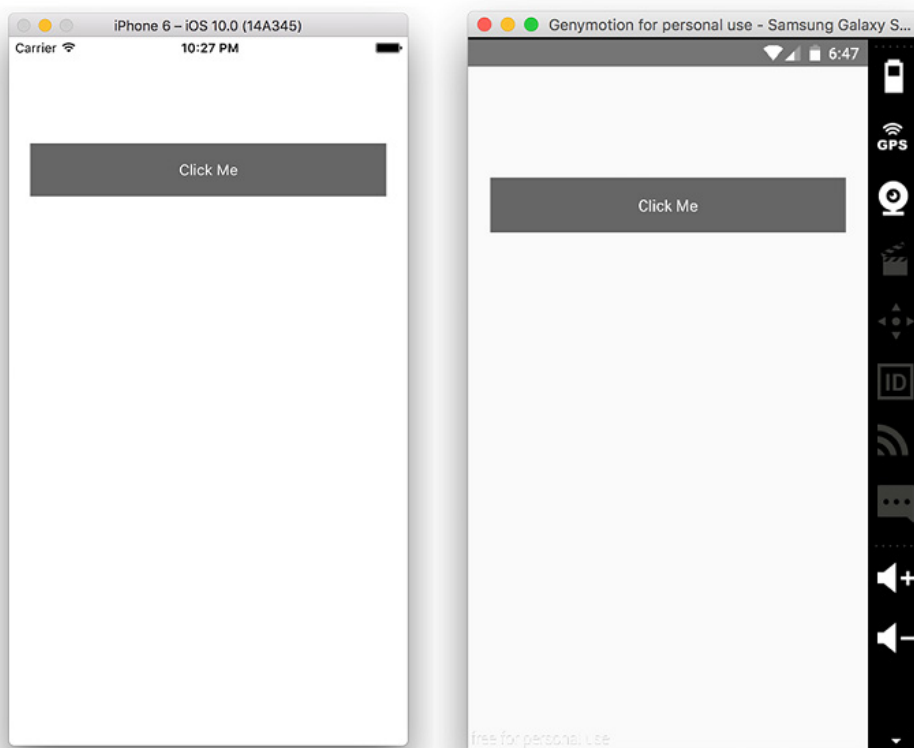 iPhone 6 – iOS 10.0 (14A345)
Carrier 10:27 PM
Click Me
Genymotion for personal use - Samsung Galaxy S...
6:47
GPS
Click Me
ID
free for personal use